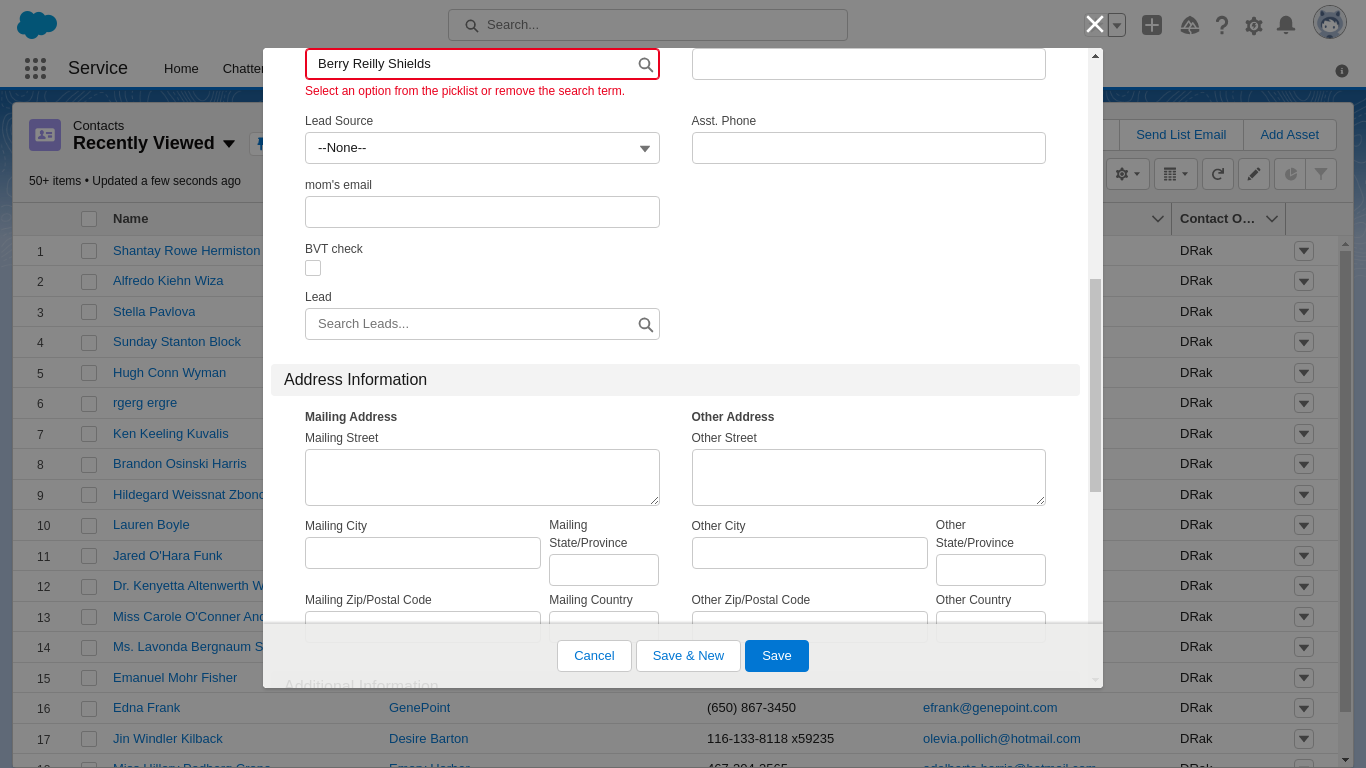 Search...
Service
Home
Chatter
Contacts
Recently Viewed
50+ items • Updated a few seconds ago
Send List Email
Add Asset
Name
Contact O...
1 Shantay Rowe Hermiston DRak
2 Alfredo Kiehn Wiza DRak
3 Stella Pavlova DRak
4 Sunday Stanton Block DRak
5 Hugh Conn Wyman DRak
6 rgerg ergre DRak
7 Ken Keeling Kuvalis DRak
8 Brandon Osinski Harris DRak
9 Hildegard Weissnat Zbonc DRak
10 Lauren Boyle DRak
11 Jared O'Hara Funk DRak
12 Dr. Kenyetta Altenwerth W DRak
13 Miss Carole O'Conner And DRak
14 Ms. Lavonda Bergnaum S DRak
15 Emanuel Mohr Fisher DRak
16 Edna Frank GenePoint (650) 867-3450 efrank@genepoint.com DRak
17 Jin Windler Kilback Desire Barton 116-133-8118 x59235 olevia.pollich@hotmail.com DRak
Berry Reilly Shields
Select an option from the picklist or remove the search term.
Lead Source
Asst. Phone
--None--
mom's email
BVT check
Lead
Search Leads...
Address Information
Mailing Address
Other Address
Mailing Street
Other Street
Mailing City
Mailing
State/Province
Other City
Other
State/Province
Mailing Zip/Postal Code
Mailing Country
Other Zip/Postal Code
Other Country
Additional Information
Cancel
Save & New
Save